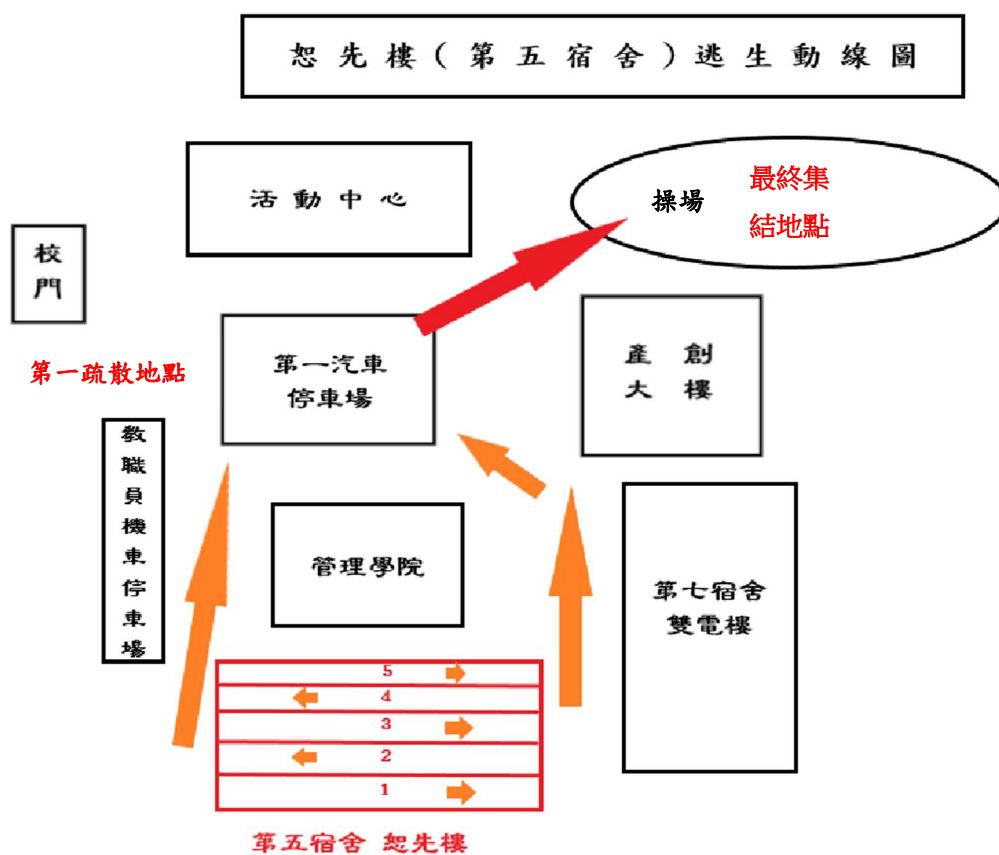 恕先樓(第五宿舍)逃生動線圖
活動中心
操場
最終集
結地點
校
門
第一疏散地點
第一汽車
停車場
產創
大樓
教
職
員
機
車
停
車
場
管理學院
第七宿舍
雙電樓
5
4
3
2
1
第五宿舍 恕先樓